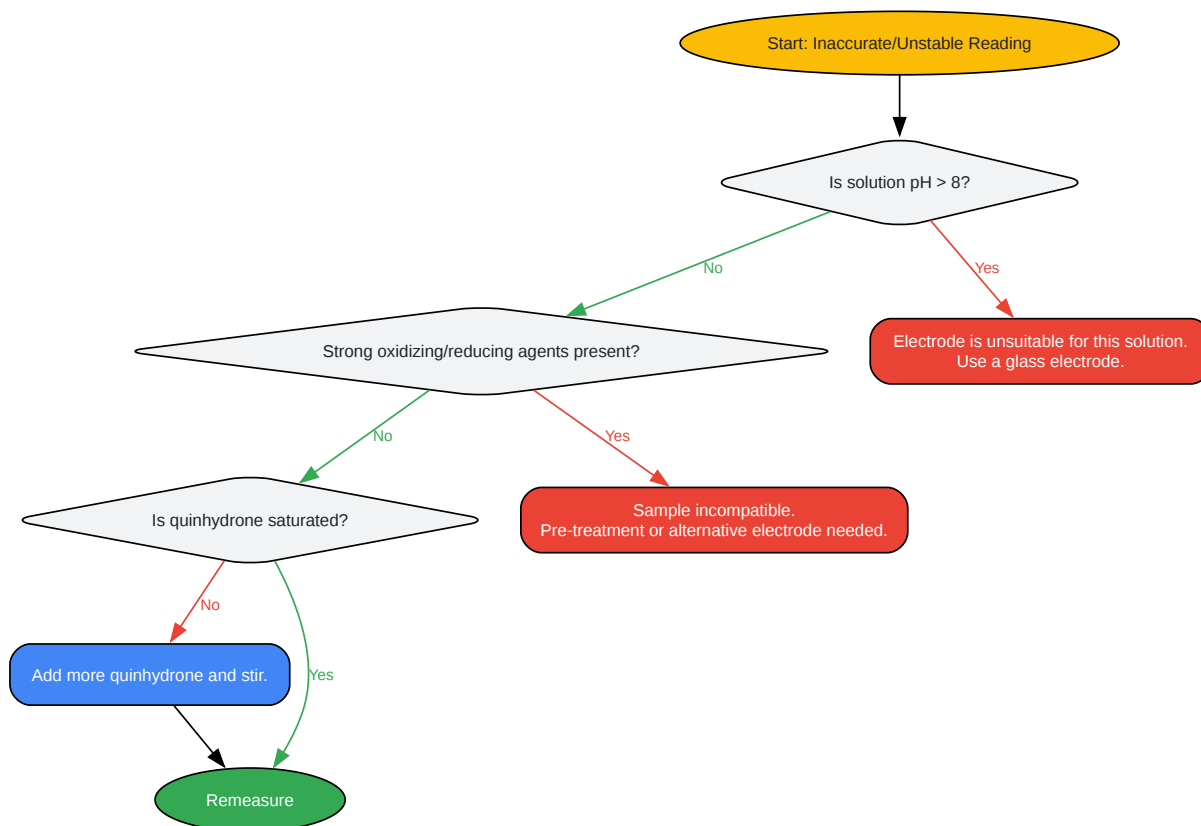 Start: Inaccurate/Unstable Reading
Is solution pH > 8?
No
Yes
Strong oxidizing/reducing agents present?
Electrode is unsuitable for this solution.
Use a glass electrode.
No
Yes
Is quinhydrone saturated?
Sample incompatible.
Pre-treatment or alternative electrode needed.
No
Add more quinhydrone and stir.
Yes
Remeasure